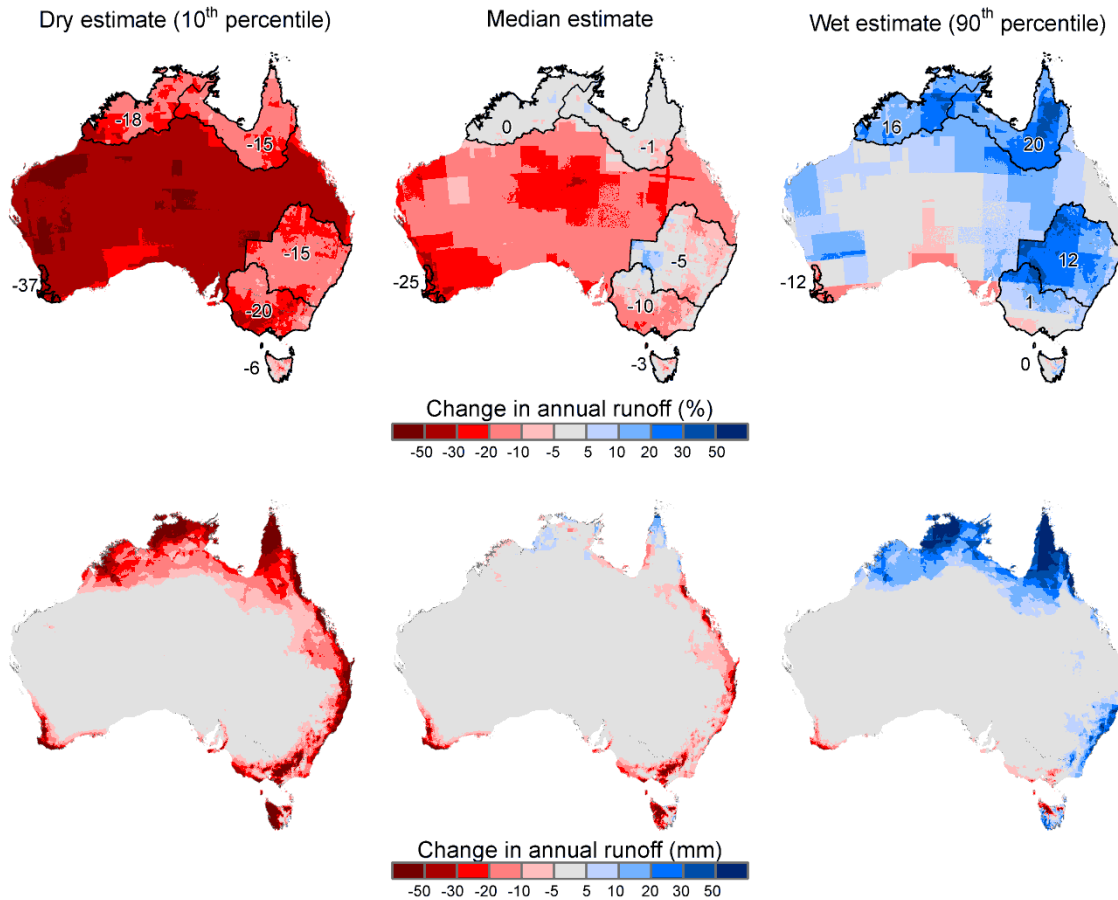 Dry estimate (10th percentile)
Median estimate
Wet estimate (90th percentile)
-18
-15
-15
-37
-20
-6
0
-1
-5
-25
-10
-3
16
20
12
-12
1
0
Change in annual runoff (%)
-50 -30 -20 -10 -5 5 10 20 30 50
Change in annual runoff (mm)
-50 -30 -20 -10 -5 5 10 20 30 50